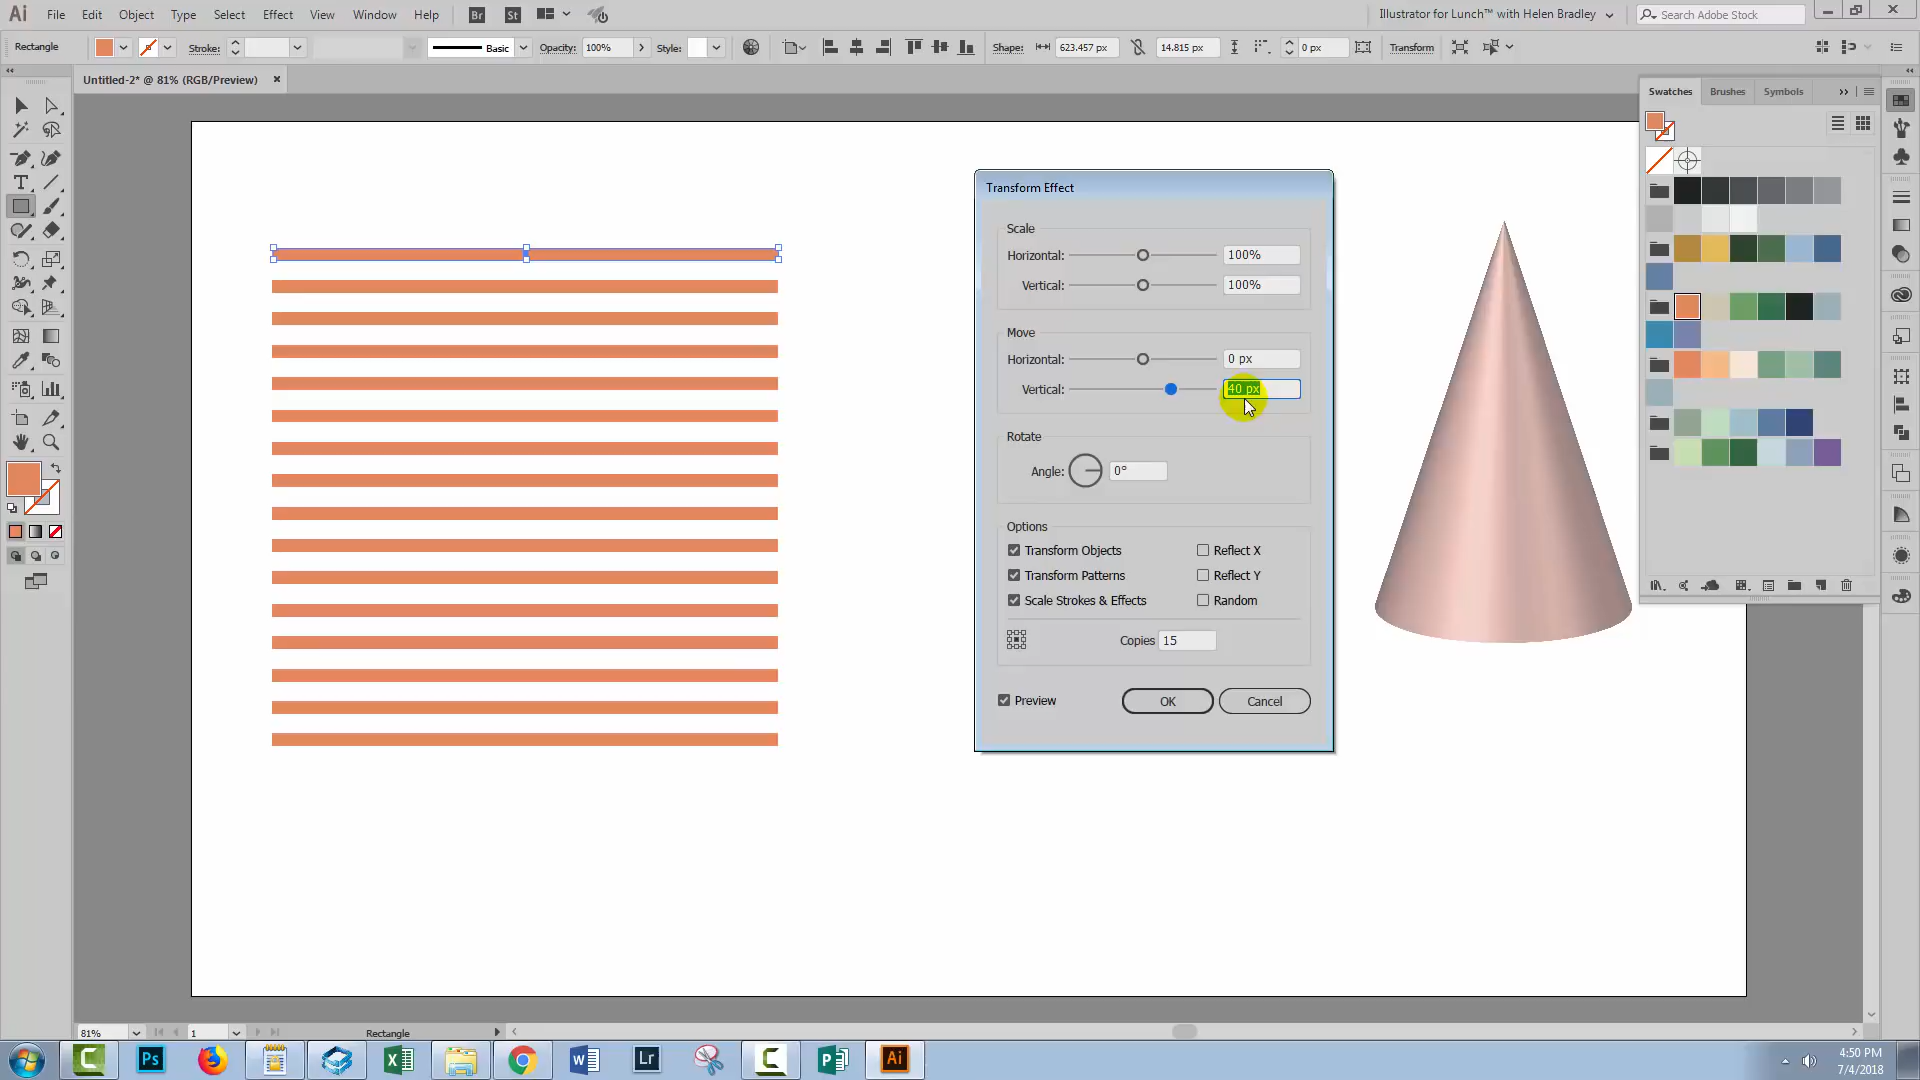 Ai File Edit Object Type Select Effect View Window Help Br St Illustrator for Lunch™ with Helen Bradley Search Adobe Stock
Rectangle Stroke: Basic Opacity: 100% Style: Shape: 623.457 px 14.815 px 0 px Transform
Untitled-2* @ 81% (RGB/Preview)
Swatches Brushes Symbols
Transform Effect
Scale
Horizontal: 100%
Vertical: 100%
Move
Horizontal: 0 px
Vertical: 40 px
Rotate
Angle: 0°
Options
Transform Objects Reflect X
Transform Patterns Reflect Y
Scale Strokes & Effects Random
Copies 15
Preview OK Cancel
81% 1 Rectangle
C Ps X W Lr C P Ai 4:50 PM
7/4/2018